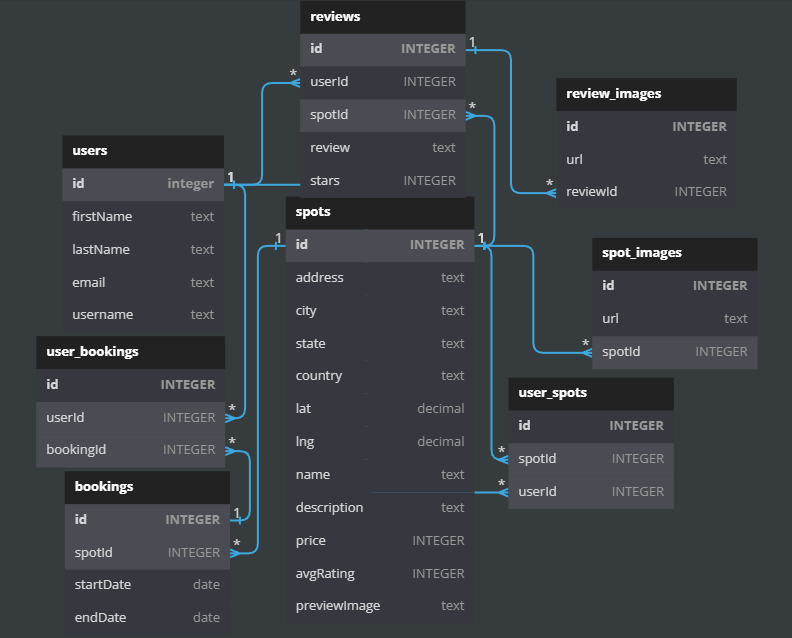 reviews
id INTEGER
userId INTEGER
spotId INTEGER
review text
stars INTEGER
1
*
*
review_images
id INTEGER
url text
reviewId INTEGER
*
users
id integer
firstName text
lastName text
email text
username text
1
spots
id INTEGER
address text
city text
state text
country text
lat decimal
lng decimal
name text
description text
price INTEGER
avgRating INTEGER
previewImage text
1
1
spot_images
id INTEGER
url text
spotId INTEGER
*
user_bookings
id INTEGER
userId INTEGER
bookingId INTEGER
*
*
user_spots
id INTEGER
spotId INTEGER
userId INTEGER
*
*
bookings
id INTEGER
spotId INTEGER
startDate date
endDate date
1
*